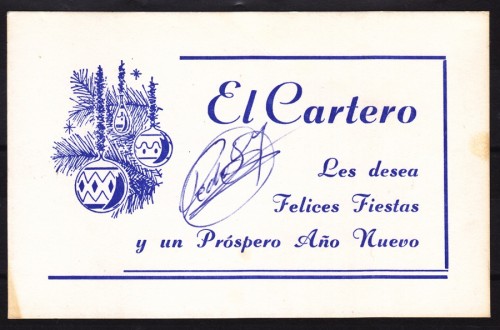 El Cartero
Les desea
Felices Fiestas
y un Próspero Año Nuevo